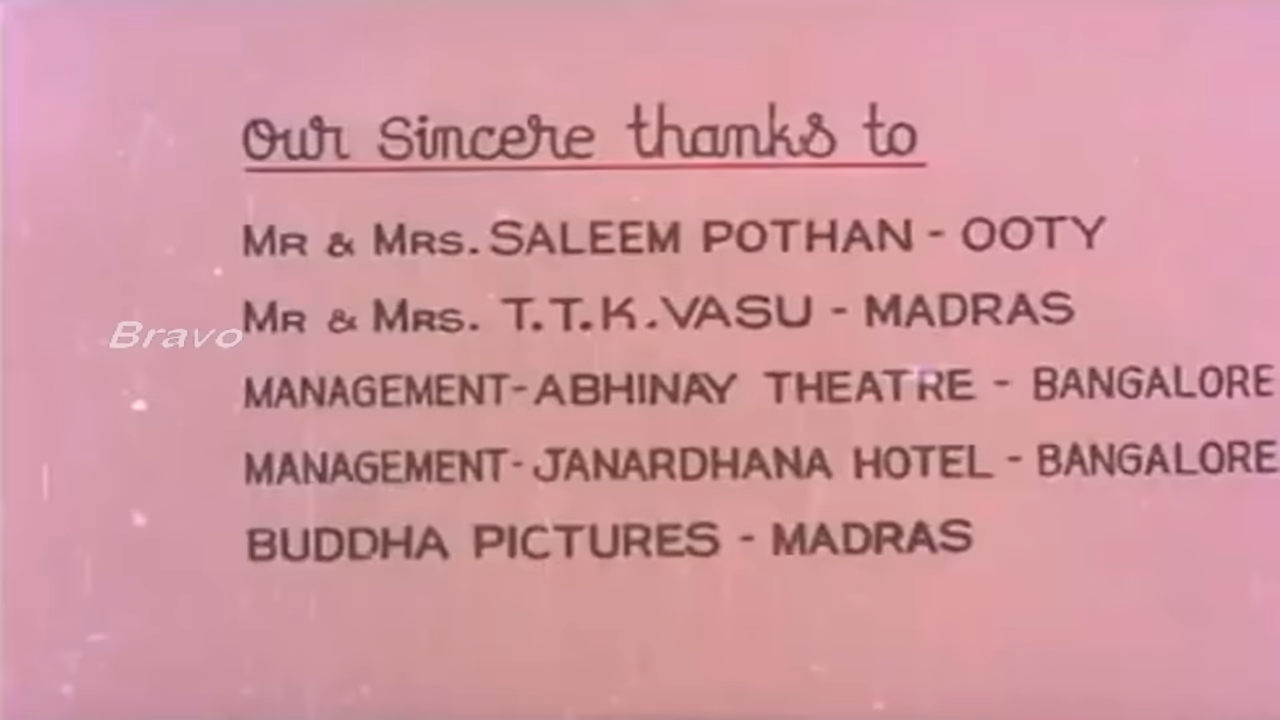 Our sincere thanks to
MR & MRS. SALEEM POTHAN - OOTY
MR & MRS. T.T.K.VASU - MADRAS
Bravo
MANAGEMENT-ABHINAY THEATRE - BANGALORE
MANAGEMENT-JANARDHANA HOTEL - BANGALORE
BUDDHA PICTURES - MADRAS